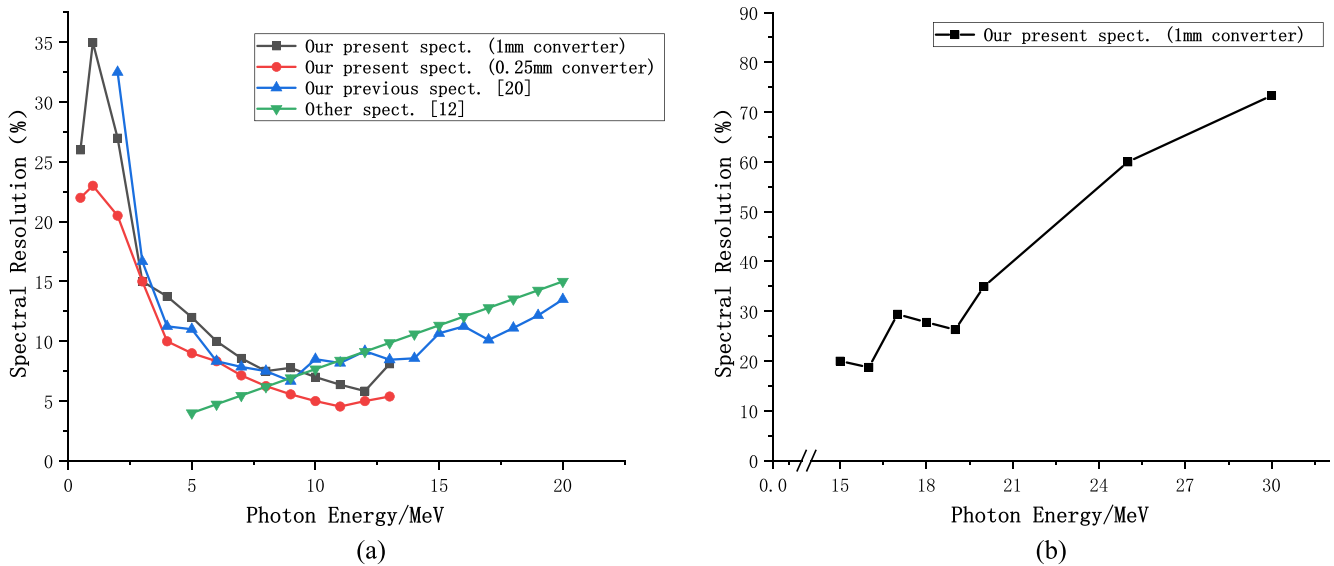 Spectral Resolution (%)
35
30
25
20
15
10
5
0
Our present spect. (1mm converter)
Our present spect. (0.25mm converter)
Our previous spect. [20]
Other spect. [12]
0 5 10 15 20
Photon Energy/MeV
(a)
Spectral Resolution (%)
90
80
70
60
50
40
30
20
10
0
Our present spect. (1mm converter)
0.0 15 18 21 24 27 30
Photon Energy/MeV
(b)